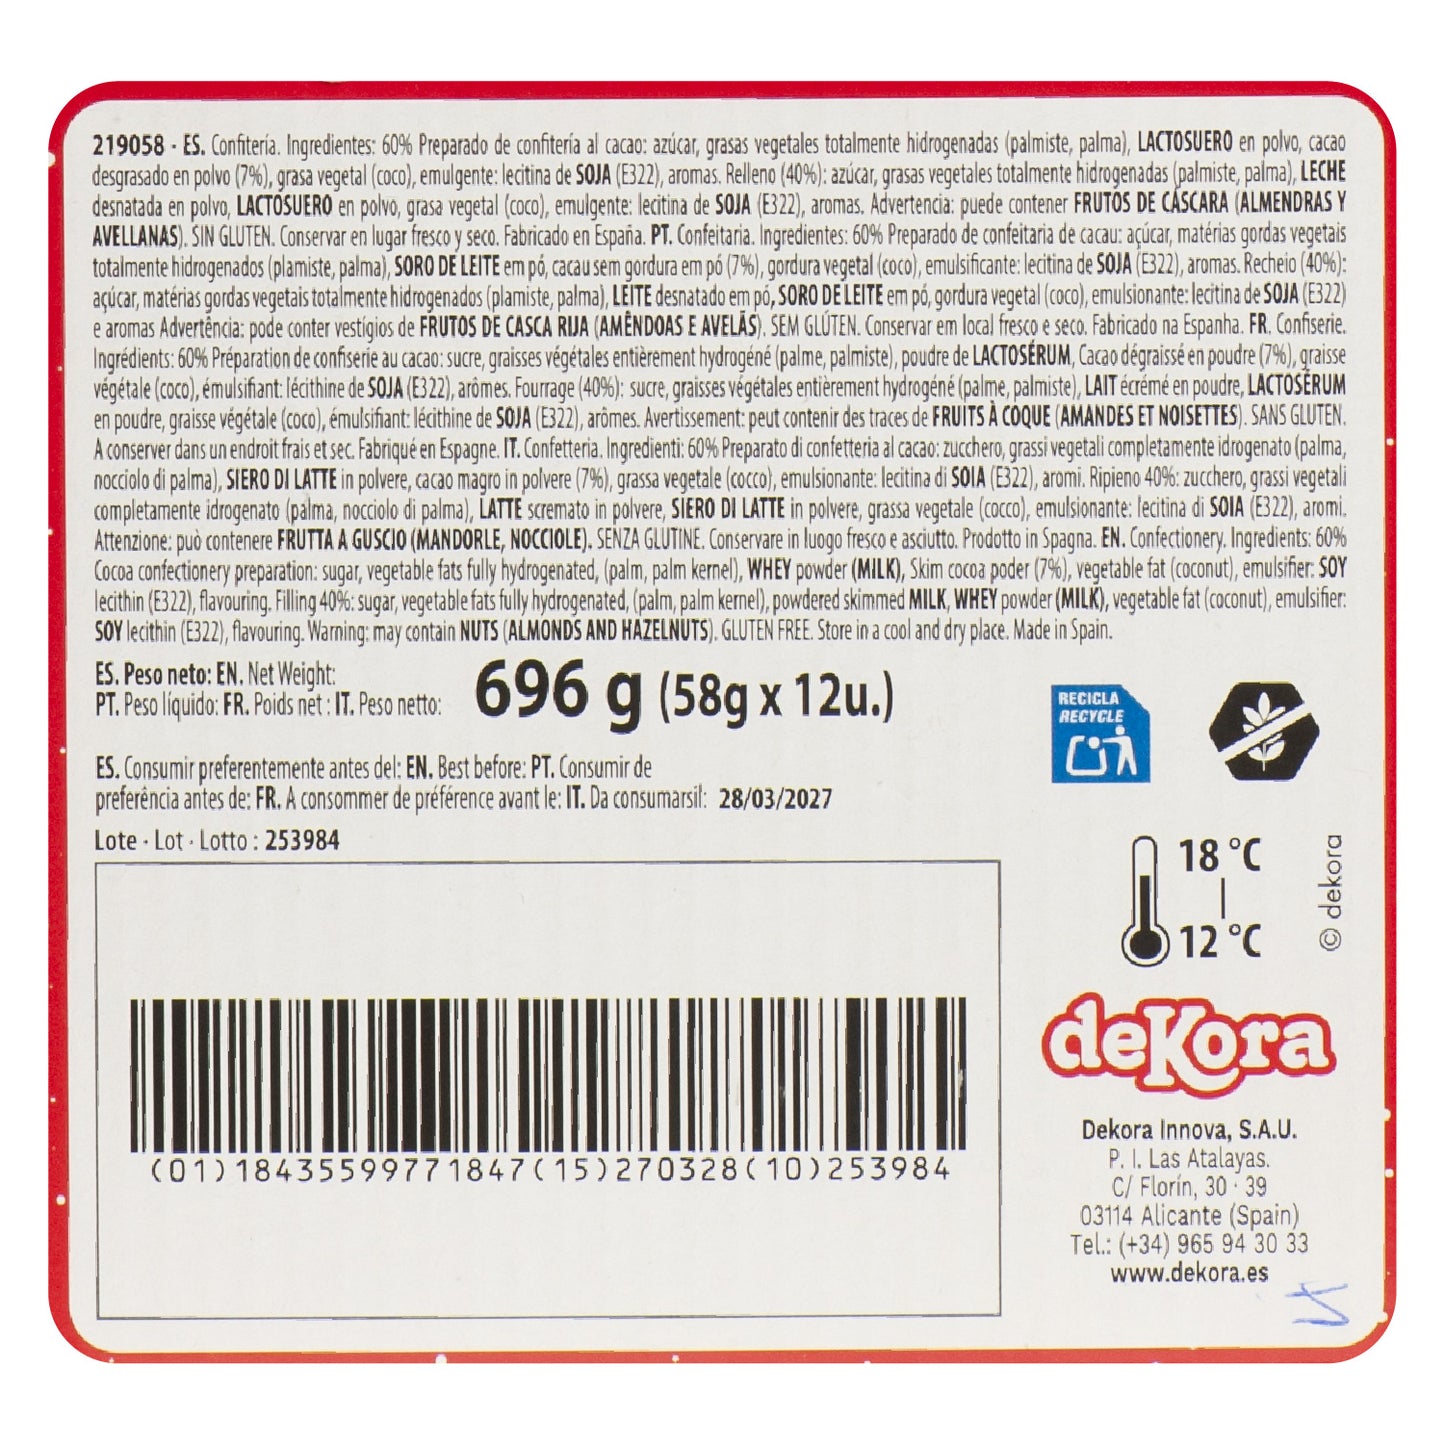 219058 · ES. Confitería. Ingredientes: 60% Preparado de confitería al cacao: azúcar, grasas vegetales totalmente hidrogenadas (palmiste, palma), LACTOSUERO en polvo, cacao
desgrasado en polvo (7%), grasa vegetal (coco), emulgente: lecitina de SOJA (E322), aromas. Relleno (40%): azúcar, grasas vegetales totalmente hidrogenadas (palmiste, palma), LECHE
desnatada en polvo, LACTOSUERO en polvo, grasa vegetal (coco), emulgente: lecitina de SOJA (E322), aromas. Advertencia: puede contener FRUTOS DE CÁSCARA (ALMENDRAS Y
AVELLANAS). SIN GLUTEN. Conservar en lugar fresco y seco. Fabricado en España. PT. Confeitaria. Ingredientes: 60% Preparado de confeitaria de cacau: açúcar, matérias gordas vegetais
totalmente hidrogenados (plamiste, palma), SORO DE LEITE em pó, cacau sem gordura em pó (7%), gordura vegetal (coco), emulsificante: lecitina de SOJA (E322), aromas. Recheio (40%):
açúcar, matérias gordas vegetais totalmente hidrogenados (plamiste, palma), LEITE desnatado em pó, SORO DE LEITE em pó, gordura vegetal (coco), emulsionante: lecitina de SOJA (E322)
e aromas Advertência: pode conter vestígios de FRUTOS DE CASCA RIJA (AMÊNDOAS E AVELÃS). SEM GLÚTEN. Conservar em local fresco e seco. Fabricado na Espanha. FR. Confiserie.
Ingrédients: 60% Préparation de confiserie au cacao: sucre, graisses végétales entièrement hydrogéné (palme, palmiste), poudre de LACTOSÉRUM, Cacao dégraissé en poudre (7%), graisse
végétale (coco), émulsifiant: lécithine de SOJA (E322), arômes. Fourrage (40%): sucre, graisses végétales entièrement hydrogéné (palme, palmiste), LAIT écrémé en poudre, LACTOSÉRUM
en poudre, graisse végétale (coco), émulsifiant: lécithine de SOJA (E322), arômes. Avertissement: peut contenir des traces de FRUITS À COQUE (AMANDES ET NOISETTES). SANS GLUTEN.
A conserver dans un endroit frais et sec. Fabriqué en Espagne. IT. Confetteria. Ingredienti: 60% Preparato di confetteria al cacao: zucchero, grassi vegetali completamente idrogenato (palma,
nocciolo di palma), SIERO DI LATTE in polvere, cacao magro in polvere (7%), grassa vegetale (cocco), emulsionante: lecitina di SOIA (E322), aromi. Ripieno 40%: zucchero, grassi vegetali
completamente idrogenato (palma, nocciolo di palma), LATTE scremato in polvere, SIERO DI LATTE in polvere, grassa vegetale (cocco), emulsionante: lecitina di SOIA (E322), aromi.
Attenzione: può contenere FRUTTA A GUSCIO (MANDORLE, NOCCIOLE). SENZA GLUTINE. Conservare in luogo fresco e asciutto. Prodotto in Spagna. EN. Confectionery. Ingredients: 60%
Cocoa confectionery preparation: sugar, vegetable fats fully hydrogenated, (palm, palm kernel), WHEY powder (MILK), Skim cocoa poder (7%), vegetable fat (coconut), emulsifier: SOY
lecithin (E322), flavouring. Filling 40%: sugar, vegetable fats fully hydrogenated, (palm, palm kernel), powdered skimmed MILK, WHEY powder (MILK), vegetable fat (coconut), emulsifier:
SOY lecithin (E322), flavouring. Warning: may contain NUTS (ALMONDS AND HAZELNUTS). GLUTEN FREE. Store in a cool and dry place. Made in Spain.
ES. Peso neto: EN. Net Weight:
PT. Peso líquido: FR. Poids net : IT. Peso netto:
696 g (58g x 12u.)
RECICLA
RECYCLE
ES. Consumir preferentemente antes del: EN. Best before: PT. Consumir de
preferência antes de: FR. A consommer de préférence avant le: IT. Da consumarsil: 28/03/2027
Lote · Lot · Lotto : 253984
18 °C
12 °C
© dekora
(01)18435599771847(15)270328(10)253984
deKora
Dekora Innova, S.A.U.
P. I. Las Atalayas.
C/ Florín, 30 · 39
03114 Alicante (Spain)
Tel.: (+34) 965 94 30 33
www.dekora.es